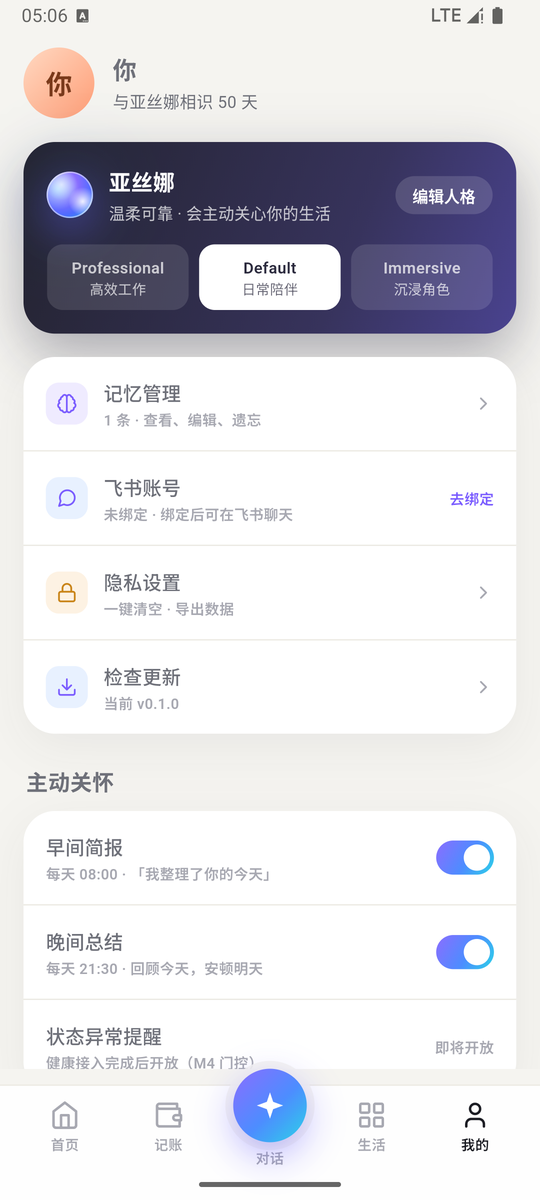 05:06 A
LTE
你
你
与亚丝娜相识 50 天
亚丝娜
温柔可靠 · 会主动关心你的生活
编辑人格
Professional
高效工作
Default
日常陪伴
Immersive
沉浸角色
记忆管理
1 条 · 查看、编辑、遗忘
飞书账号
未绑定 · 绑定后可在飞书聊天
去绑定
隐私设置
一键清空 · 导出数据
检查更新
当前 v0.1.0
主动关怀
早间简报
每天 08:00 · 「我整理了你的今天」
晚间总结
每天 21:30 · 回顾今天，安顿明天
状态异常提醒
健康接入完成后开放（M4 门控）
即将开放
首页
记账
对话
生活
我的